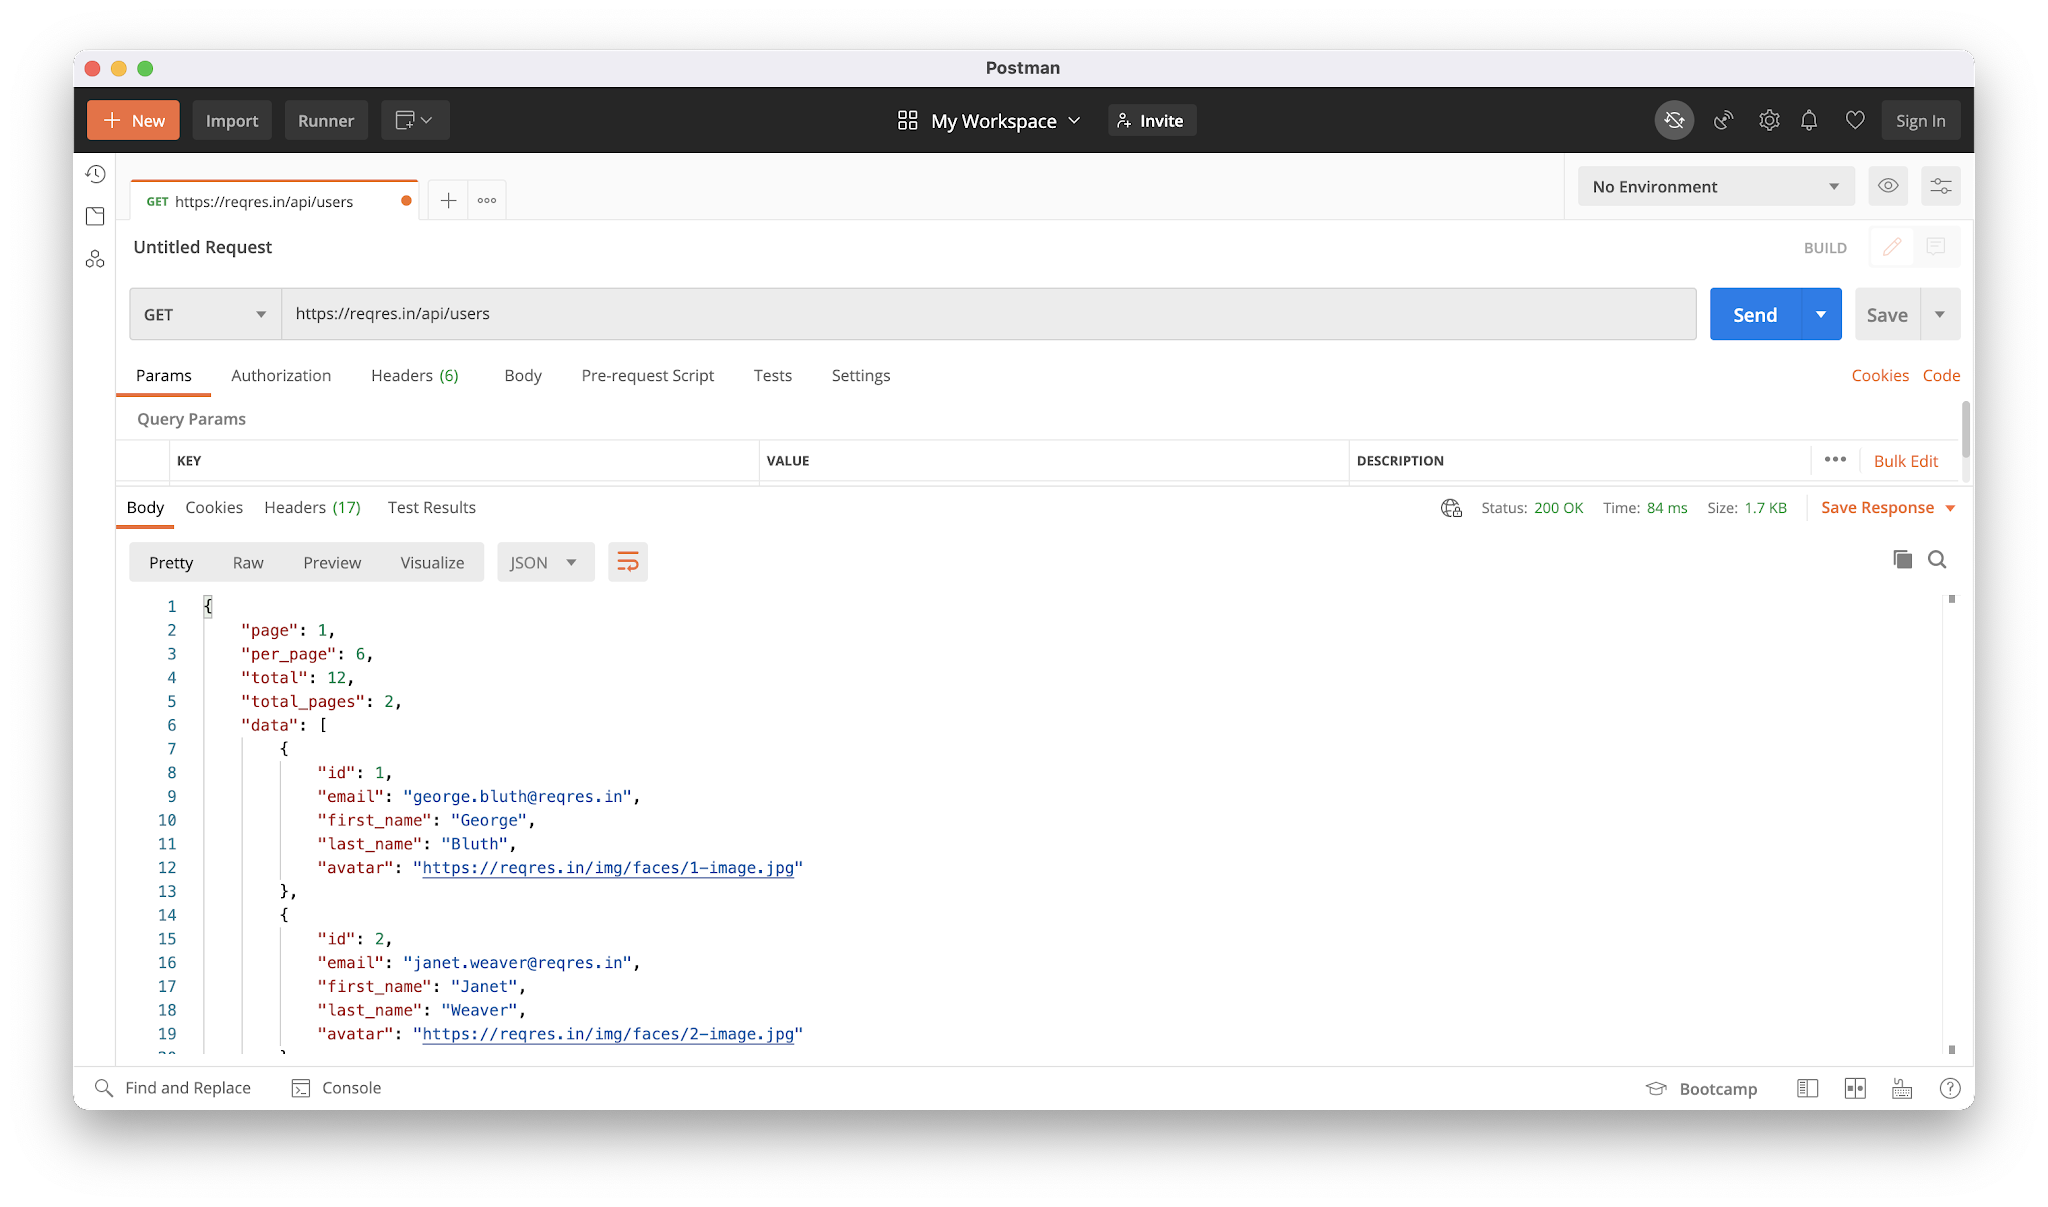 Postman
New Import Runner My Workspace Invite Sign In
GET https://reqres.in/api/users No Environment
Untitled Request BUILD
GET https://reqres.in/api/users Send Save
Params Authorization Headers (6) Body Pre-request Script Tests Settings Cookies Code
Query Params
KEY VALUE DESCRIPTION Bulk Edit
Body Cookies Headers (17) Test Results Status: 200 OK Time: 84 ms Size: 1.7 KB Save Response
Pretty Raw Preview Visualize JSON
1 {
2 "page": 1,
3 "per_page": 6,
4 "total": 12,
5 "total_pages": 2,
6 "data": [
7 {
8 "id": 1,
9 "email": "george.bluth@reqres.in",
10 "first_name": "George",
11 "last_name": "Bluth",
12 "avatar": "https://reqres.in/img/faces/1-image.jpg"
13 },
14 {
15 "id": 2,
16 "email": "janet.weaver@reqres.in",
17 "first_name": "Janet",
18 "last_name": "Weaver",
19 "avatar": "https://reqres.in/img/faces/2-image.jpg"
Find and Replace Console Bootcamp